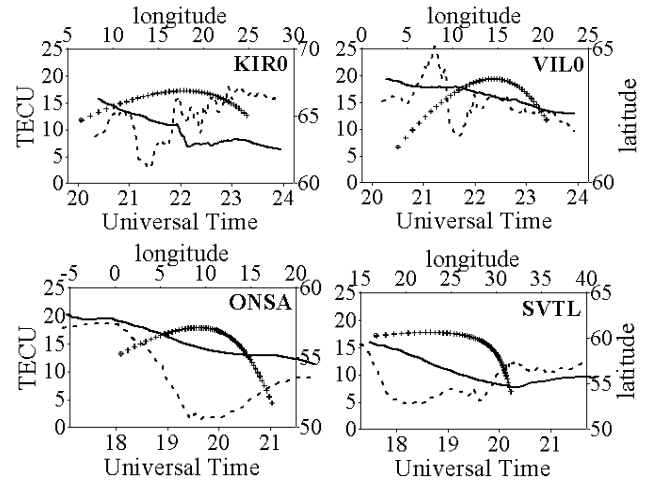 longitude longitude
5 10 15 20 25 30 0 5 10 15 20 25
25 KIR0 70 25 VIL0 65
20 20
TECU 15 65 15 latitude
10 10
5 5
0 60 0 60
20 21 22 23 24 20 21 22 23 24
Universal Time Universal Time
longitude longitude
-5 0 5 10 15 20 15 20 25 30 35 40
25 ONSA 60 25 SVTL 65
20 20 60
TECU 15 55 15 latitude
10 10 55
5 5
0 50 0 50
18 19 20 21 18 19 20 21
Universal Time Universal Time